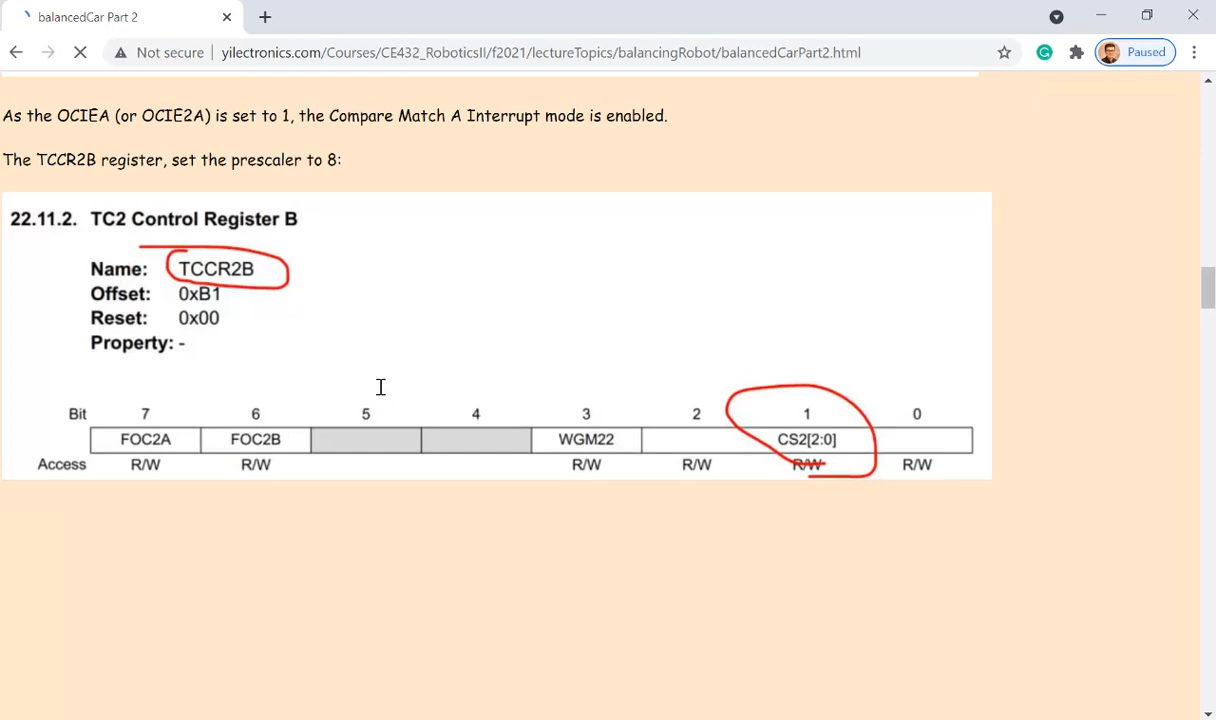 balancedCar Part 2
Not secure | yilectronics.com/Courses/CE432_RoboticsII/f2021/lectureTopics/balancingRobot/balancedCarPart2.html
Paused
As the OCIEA (or OCIE2A) is set to 1, the Compare Match A Interrupt mode is enabled.
The TCCR2B register, set the prescaler to 8:
22.11.2. TC2 Control Register B
Name: TCCR2B
Offset: 0xB1
Reset: 0x00
Property: -
Bit 7 6 5 4 3 2 1 0
FOC2A FOC2B WGM22 CS2[2:0]
Access R/W R/W R/W R/W R/W R/W